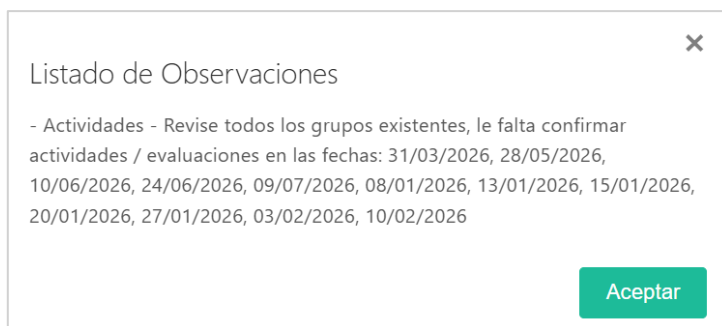 Listado de Observaciones
- Actividades - Revise todos los grupos existentes, le falta confirmar
actividades / evaluaciones en las fechas: 31/03/2026, 28/05/2026,
10/06/2026, 24/06/2026, 09/07/2026, 08/01/2026, 13/01/2026, 15/01/2026,
20/01/2026, 27/01/2026, 03/02/2026, 10/02/2026
Aceptar